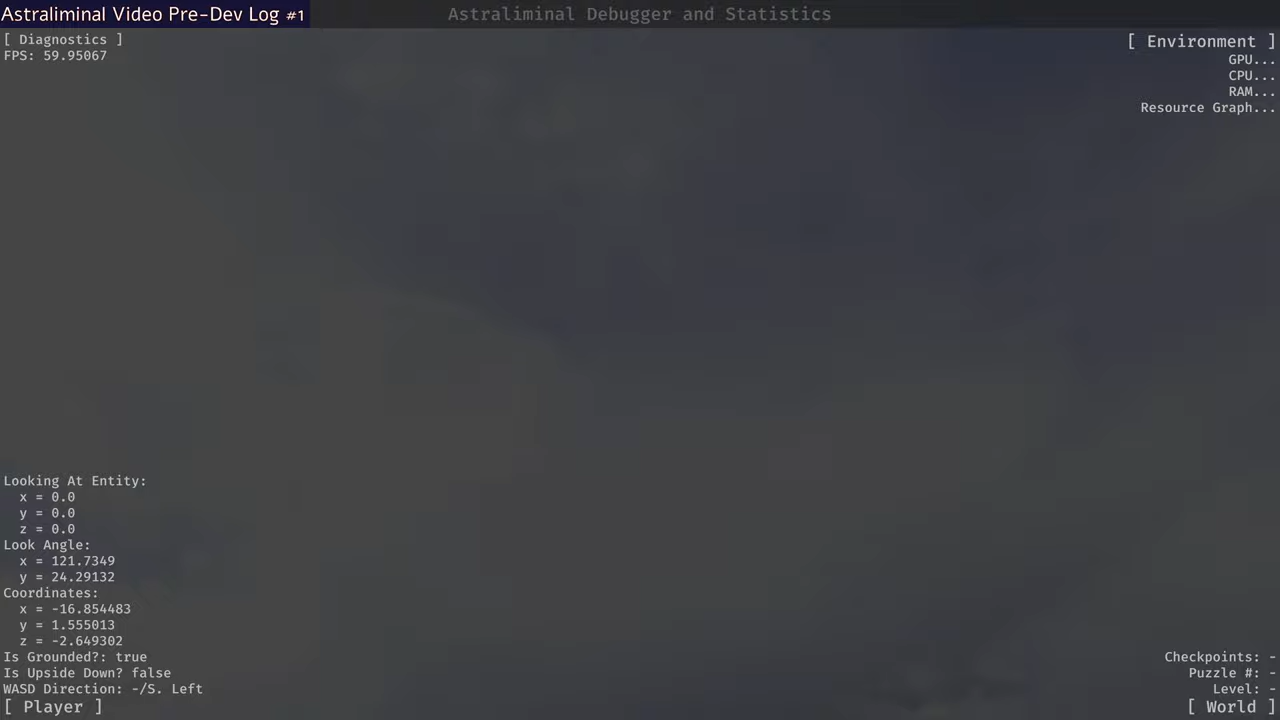 Astraliminal Video Pre-Dev Log #1
Astraliminal Debugger and Statistics
[ Diagnostics ]
FPS: 59.95067
[ Environment ]
GPU...
CPU...
RAM...
Resource Graph...
Looking At Entity:
x = 0.0
y = 0.0
z = 0.0
Look Angle:
x = 121.7349
y = 24.29132
Coordinates:
x = -16.854483
y = 1.555013
z = -2.649302
Is Grounded?: true
Is Upside Down? false
WASD Direction: -/S. Left
[ Player ]
Checkpoints: -
Puzzle #: -
Level: -
[ World ]